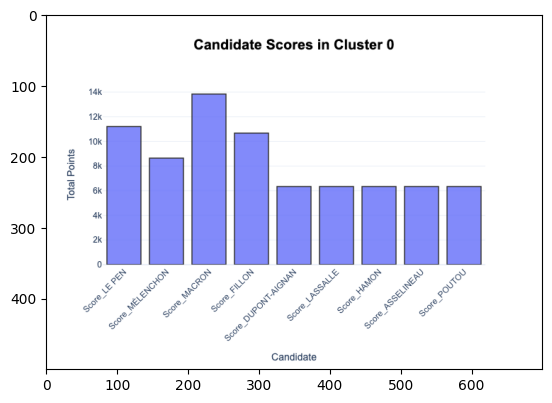 0
100
200
300
400
Candidate Scores in Cluster 0
14k
12k
10k
8k
6k
4k
2k
0
Total Points
Score_LE PEN
Score_MÉLENCHON
Score_MACRON
Score_FILLON
Score_DUPONT-AIGNAN
Score_LASSALLE
Score_HAMON
Score_ASSELINEAU
Score_POUTOU
Candidate
0
100
200
300
400
500
600